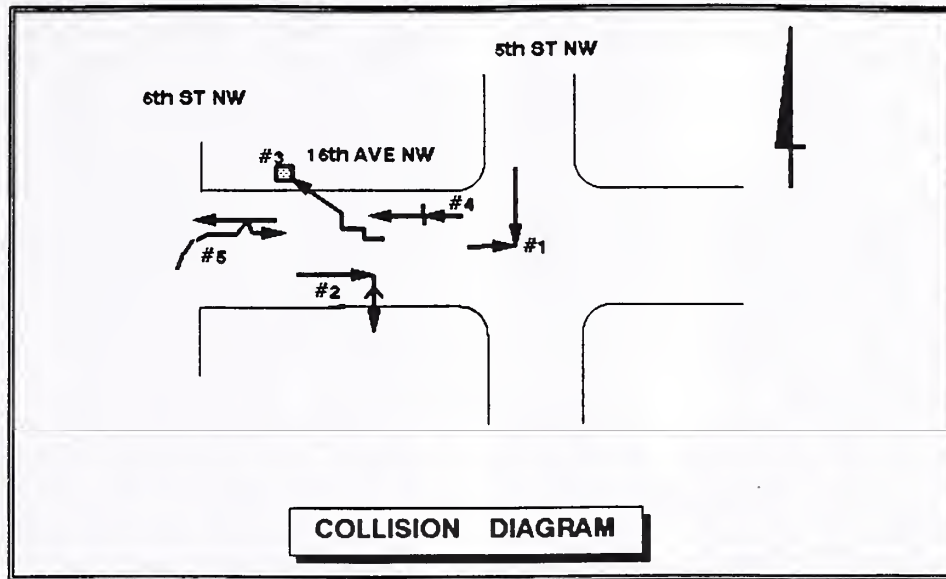 5th ST NW
6th ST NW
#3 16th AVE NW
#4
#1
#5
#2
COLLISION DIAGRAM